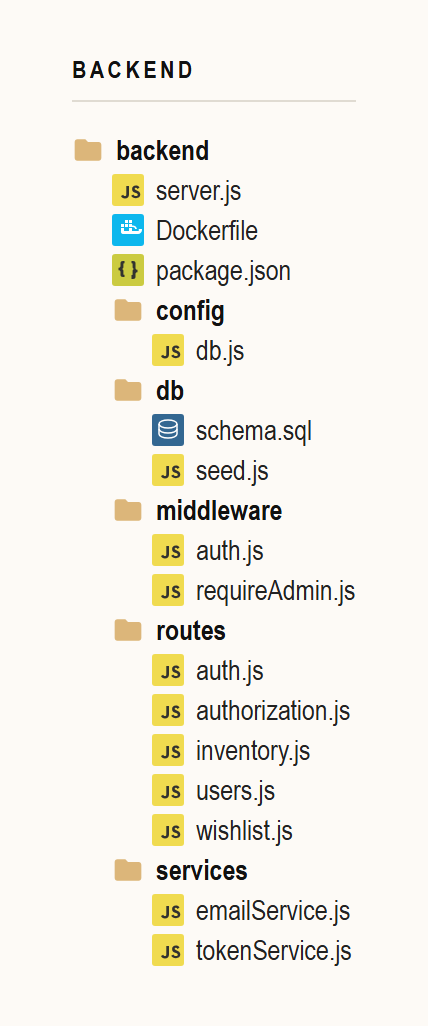 BACKEND
backend
JS server.js
Dockerfile
{ } package.json
config
JS db.js
db
schema.sql
JS seed.js
middleware
JS auth.js
JS requireAdmin.js
routes
JS auth.js
JS authorization.js
JS inventory.js
JS users.js
JS wishlist.js
services
JS emailService.js
JS tokenService.js